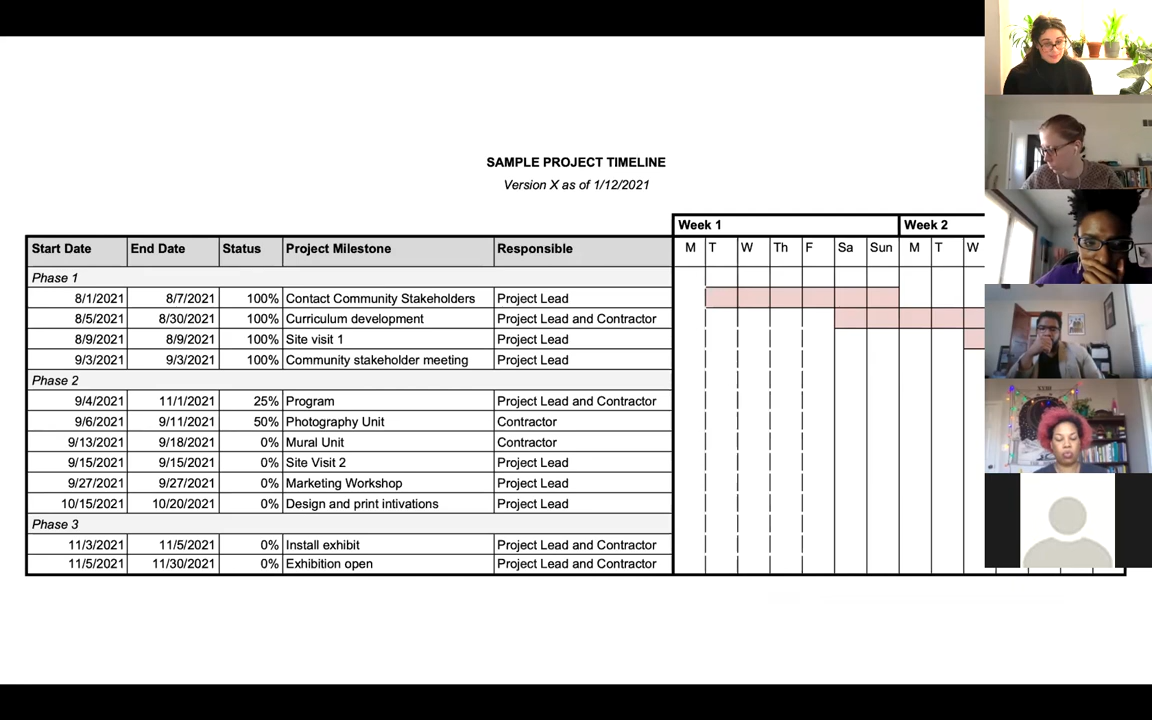 SAMPLE PROJECT TIMELINE
Version X as of 1/12/2021
Week 1 Week 2
Start Date End Date Status Project Milestone Responsible M T W Th F Sa Sun M T W
Phase 1
8/1/2021 8/7/2021 100% Contact Community Stakeholders Project Lead
8/5/2021 8/30/2021 100% Curriculum development Project Lead and Contractor
8/9/2021 8/9/2021 100% Site visit 1 Project Lead
9/3/2021 9/3/2021 100% Community stakeholder meeting Project Lead
Phase 2
9/4/2021 11/1/2021 25% Program Project Lead and Contractor
9/6/2021 9/11/2021 50% Photography Unit Contractor
9/13/2021 9/18/2021 0% Mural Unit Contractor
9/15/2021 9/15/2021 0% Site Visit 2 Project Lead
9/27/2021 9/27/2021 0% Marketing Workshop Project Lead
10/15/2021 10/20/2021 0% Design and print intivations Project Lead
Phase 3
11/3/2021 11/5/2021 0% Install exhibit Project Lead and Contractor
11/5/2021 11/30/2021 0% Exhibition open Project Lead and Contractor